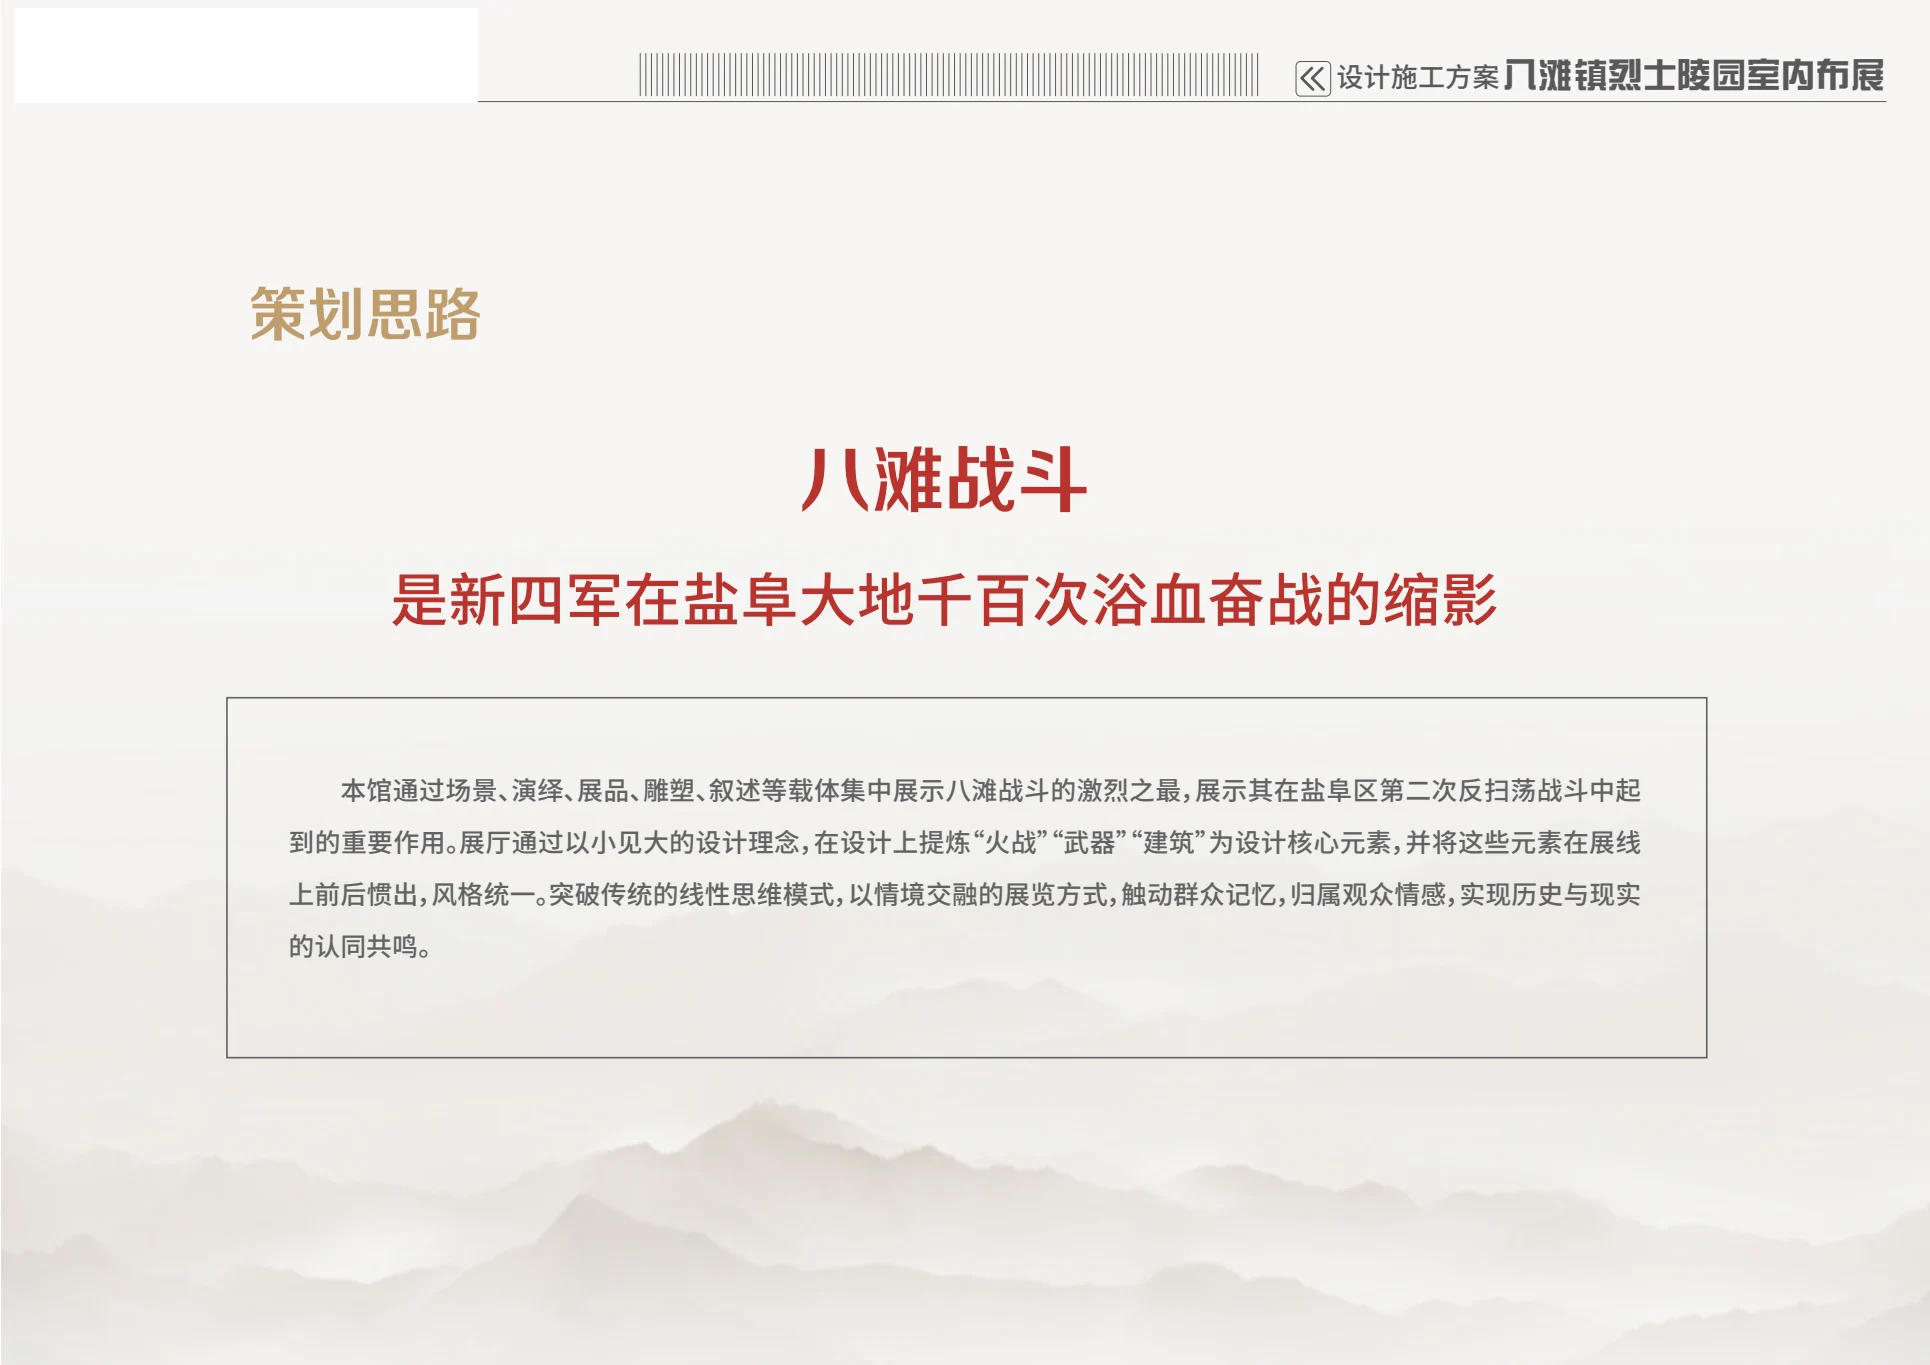 设计施工方案 八滩镇烈士陵园室内布展
策划思路
八滩战斗
是新四军在盐阜大地千百次浴血奋战的缩影
本馆通过场景、演绎、展品、雕塑、叙述等载体集中展示八滩战斗的激烈之最，展示其在盐阜区第二次反扫荡战斗中起
到的重要作用。展厅通过以小见大的设计理念，在设计上提炼“火战”“武器”“建筑”为设计核心元素，并将这些元素在展线
上前后惯出，风格统一。突破传统的线性思维模式，以情境交融的展览方式，触动群众记忆，归属观众情感，实现历史与现实
的认同共鸣。